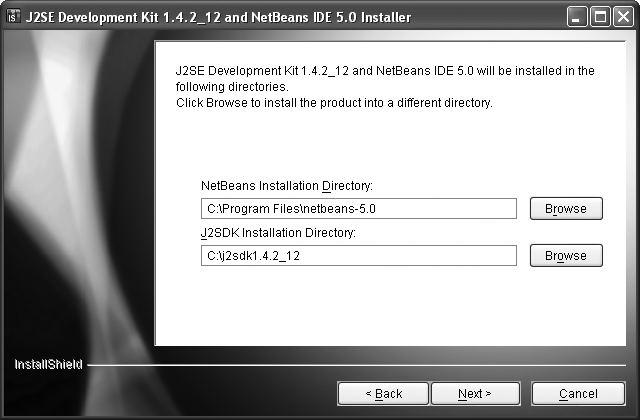 J2SE Development Kit 1.4.2_12 and NetBeans IDE 5.0 Installer
J2SE Development Kit 1.4.2_12 and NetBeans IDE 5.0 will be installed in the
following directories.
Click Browse to install the product into a different directory.
NetBeans Installation Directory:
C:\Program Files\netbeans-5.0
Browse
J2SDK Installation Directory:
C:\j2sdk1.4.2_12
Browse
InstallShield
< Back
Next >
Cancel